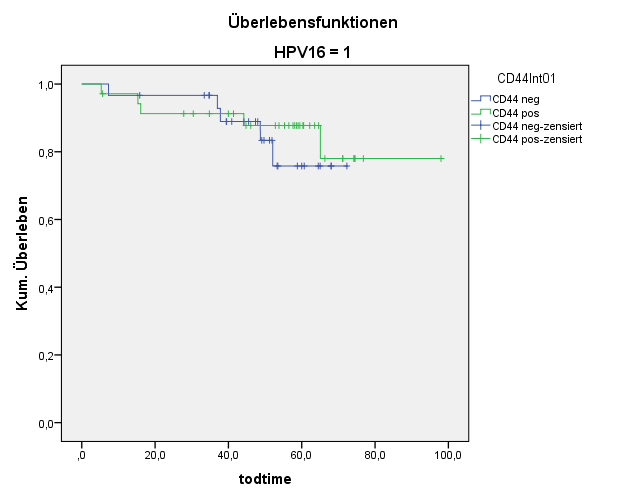 Überlebensfunktionen
HPV16 = 1
CD44Int01
CD44 neg
CD44 pos
CD44 neg-zensiert
CD44 pos-zensiert
Kum. Überleben
1,0
0,8
0,6
0,4
0,2
0,0
,0
20,0
40,0
60,0
80,0
100,0
todtime